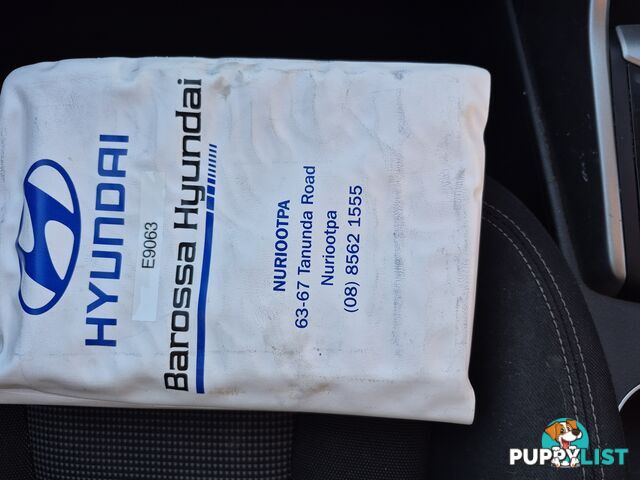 HYUNDAI
E9063
Barossa Hyundai
NURIOOTPA
63-67 Tanunda Road
Nuriootpa
(08) 8562 1555
PUPPYLIST